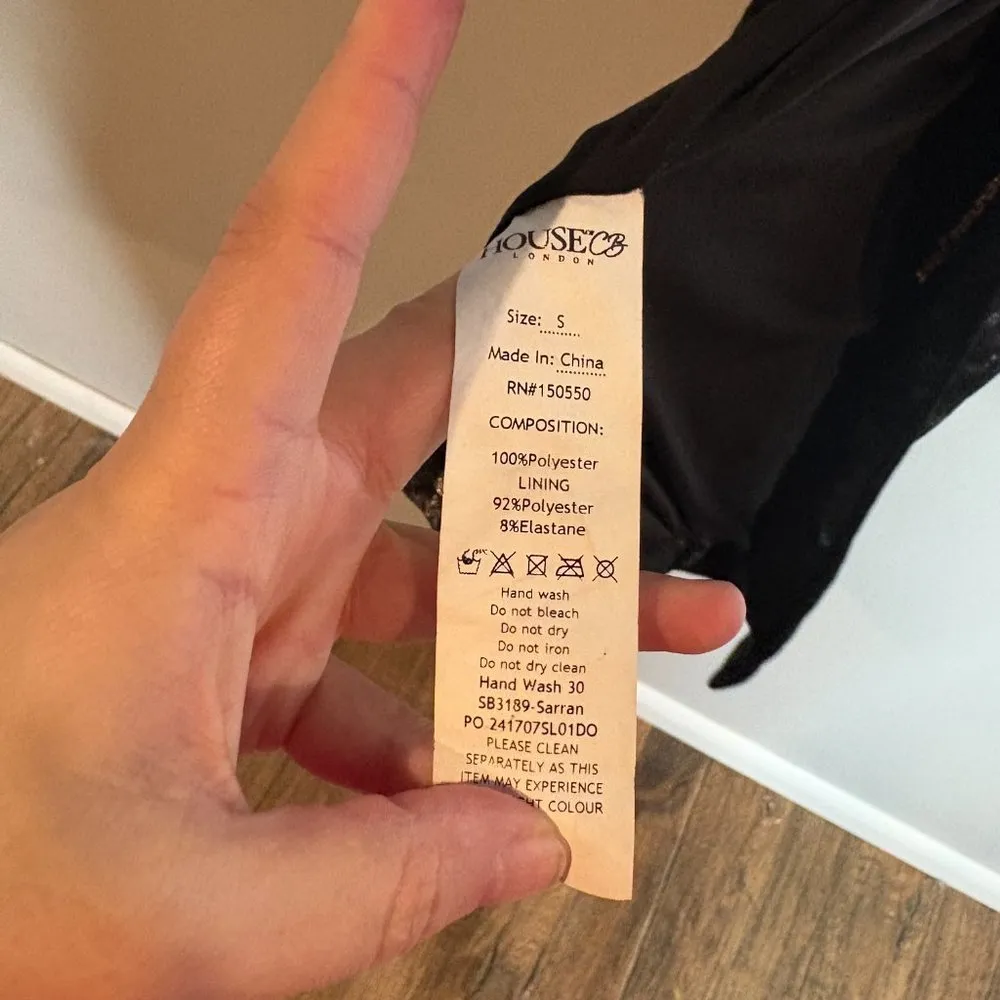 HOUSE™CB
LONDON
Size: S
Made In: China
RN#150550
COMPOSITION:
100%Polyester
LINING
92%Polyester
8%Elastane
Hand wash
Do not bleach
Do not dry
Do not iron
Do not dry clean
Hand Wash 30
SB3189-Sarran
PO 241707SL01DO
PLEASE CLEAN
SEPARATELY AS THIS
ITEM MAY EXPERIENCE
COLOUR